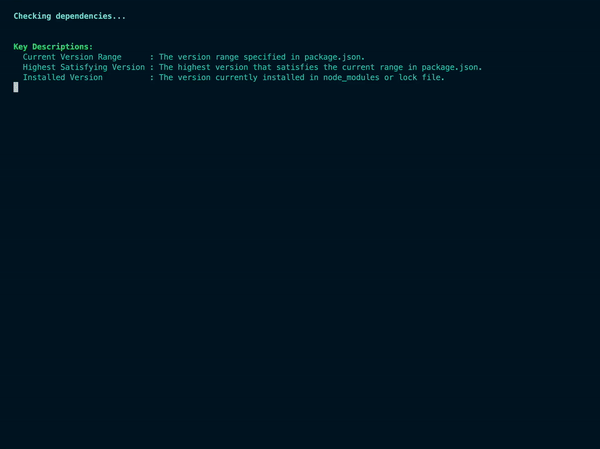 Checking dependencies...
Key Descriptions:
Current Version Range : The version range specified in package.json.
Highest Satisfying Version : The highest version that satisfies the current range in package.json.
Installed Version : The version currently installed in node_modules or lock file.